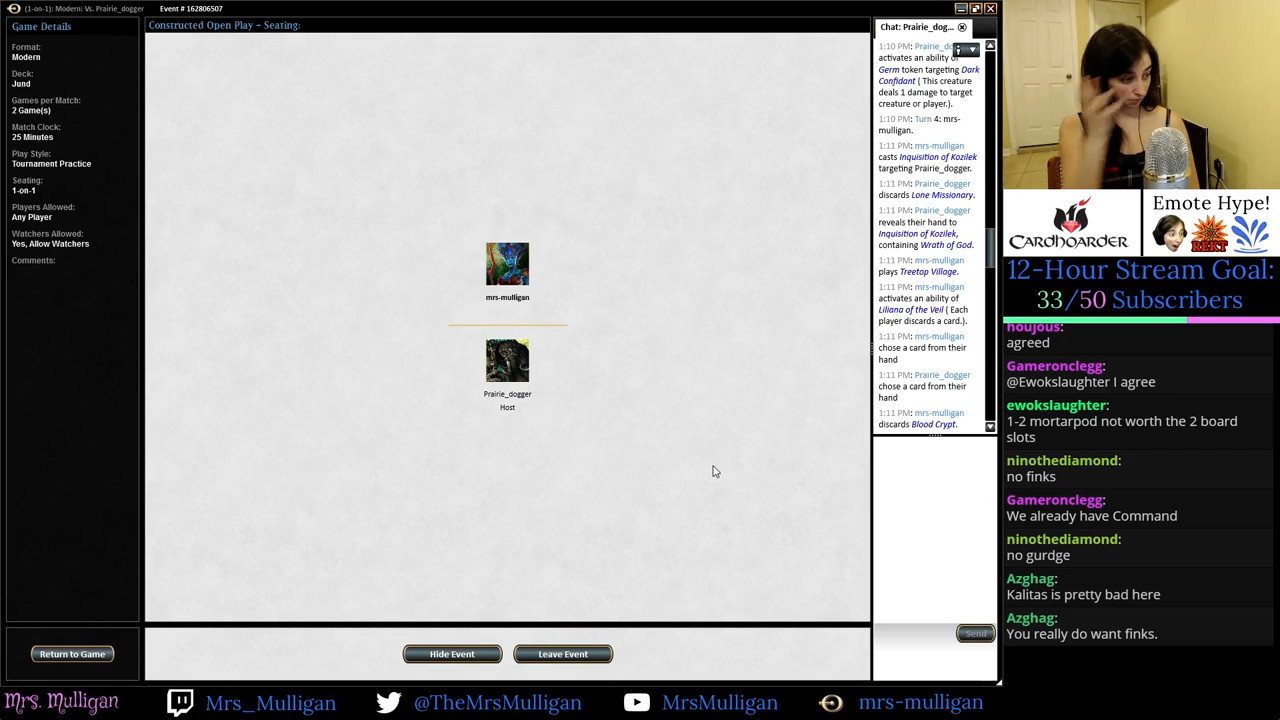 (1-on-1): Modern: Vs. Prairie_dogger Event # 162806507
Game Details
Format:
Modern
Deck:
Jund
Games per Match:
2 Game(s)
Match Clock:
25 Minutes
Play Style:
Tournament Practice
Seating:
1-on-1
Players Allowed:
Any Player
Watchers Allowed:
Yes, Allow Watchers
Comments:
Return to Game
Constructed Open Play - Seating:
mrs-mulligan
Prairie_dogger
Host
Hide Event
Leave Event
Chat: Prairie_dog...
1:10 PM: Prairie_do
activates an ability of
Germ token targeting Dark
Confidant ( This creature
deals 1 damage to target
creature or player.).
1:10 PM: Turn 4: mrs-
mulligan.
1:11 PM: mrs-mulligan
casts Inquisition of Kozilek
targeting Prairie_dogger.
1:11 PM: Prairie_dogger
discards Lone Missionary.
1:11 PM: Prairie_dogger
reveals their hand to
Inquisition of Kozilek,
containing Wrath of God.
1:11 PM: mrs-mulligan
plays Treetop Village.
1:11 PM: mrs-mulligan
activates an ability of
Liliana of the Veil ( Each
player discards a card.).
1:11 PM: mrs-mulligan
chose a card from their
hand
1:11 PM: Prairie_dogger
chose a card from their
hand
1:11 PM: mrs-mulligan
discards Blood Crypt.
Send
CARDHOARDER
Emote Hype!
REKT
12-Hour Stream Goal:
33/50 Subscribers
houjous:
agreed
Gameronclegg:
@Ewokslaughter I agree
ewokslaughter:
1-2 mortarpod not worth the 2 board
slots
ninothediamond:
no finks
Gameronclegg:
We already have Command
ninothediamond:
no gurdge
Azghag:
Kalitas is pretty bad here
Azghag:
You really do want finks.
Mrs. Mulligan
Mrs_Mulligan
@TheMrsMulligan
MrsMulligan
mrs-mulligan